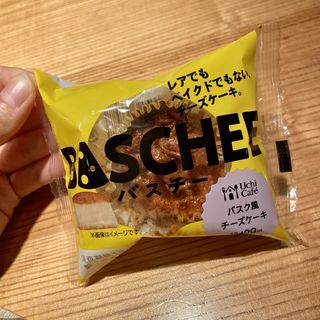 レアでも
ベイクドでもない、
チーズケーキ。
BASCHEE
バスチー
Uchi
Café
バスク風
チーズケーキ
※画像はイメージです。